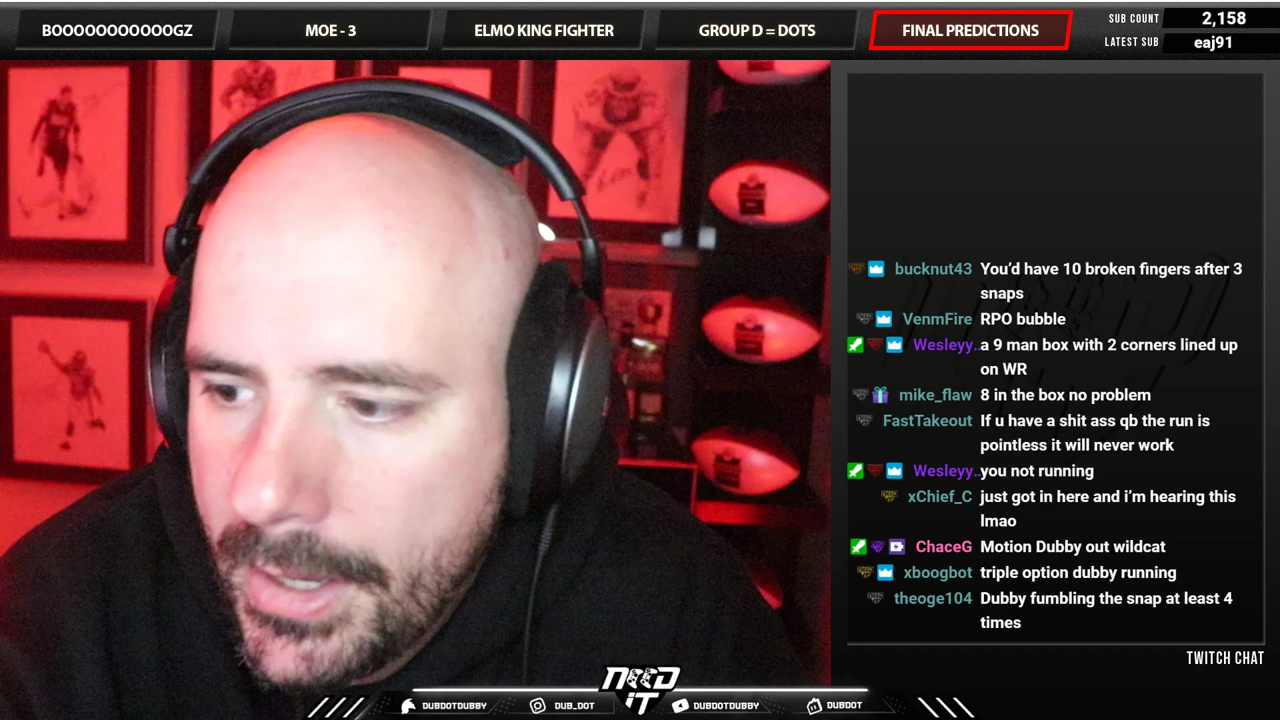 BOOOOOOOOOOOGZ
MOE - 3
ELMO KING FIGHTER
GROUP D = DOTS
FINAL PREDICTIONS
SUB COUNT 2,158
LATEST SUB eaj91
bucknut43 You'd have 10 broken fingers after 3
snaps
VenmFire RPO bubble
Wesleyy.. a 9 man box with 2 corners lined up
on WR
mike_flaw 8 in the box no problem
FastTakeout If u have a shit ass qb the run is
pointless it will never work
Wesleyy.. you not running
xChief_C just got in here and i'm hearing this
lmao
ChaceG Motion Dubby out wildcat
xboogbot triple option dubby running
theoge104 Dubby fumbling the snap at least 4
times
TWITCH CHAT
NEED
IT
DUBDOTDUBBY
DUB_DOT
DUBDOTDUBBY
DUBDOT